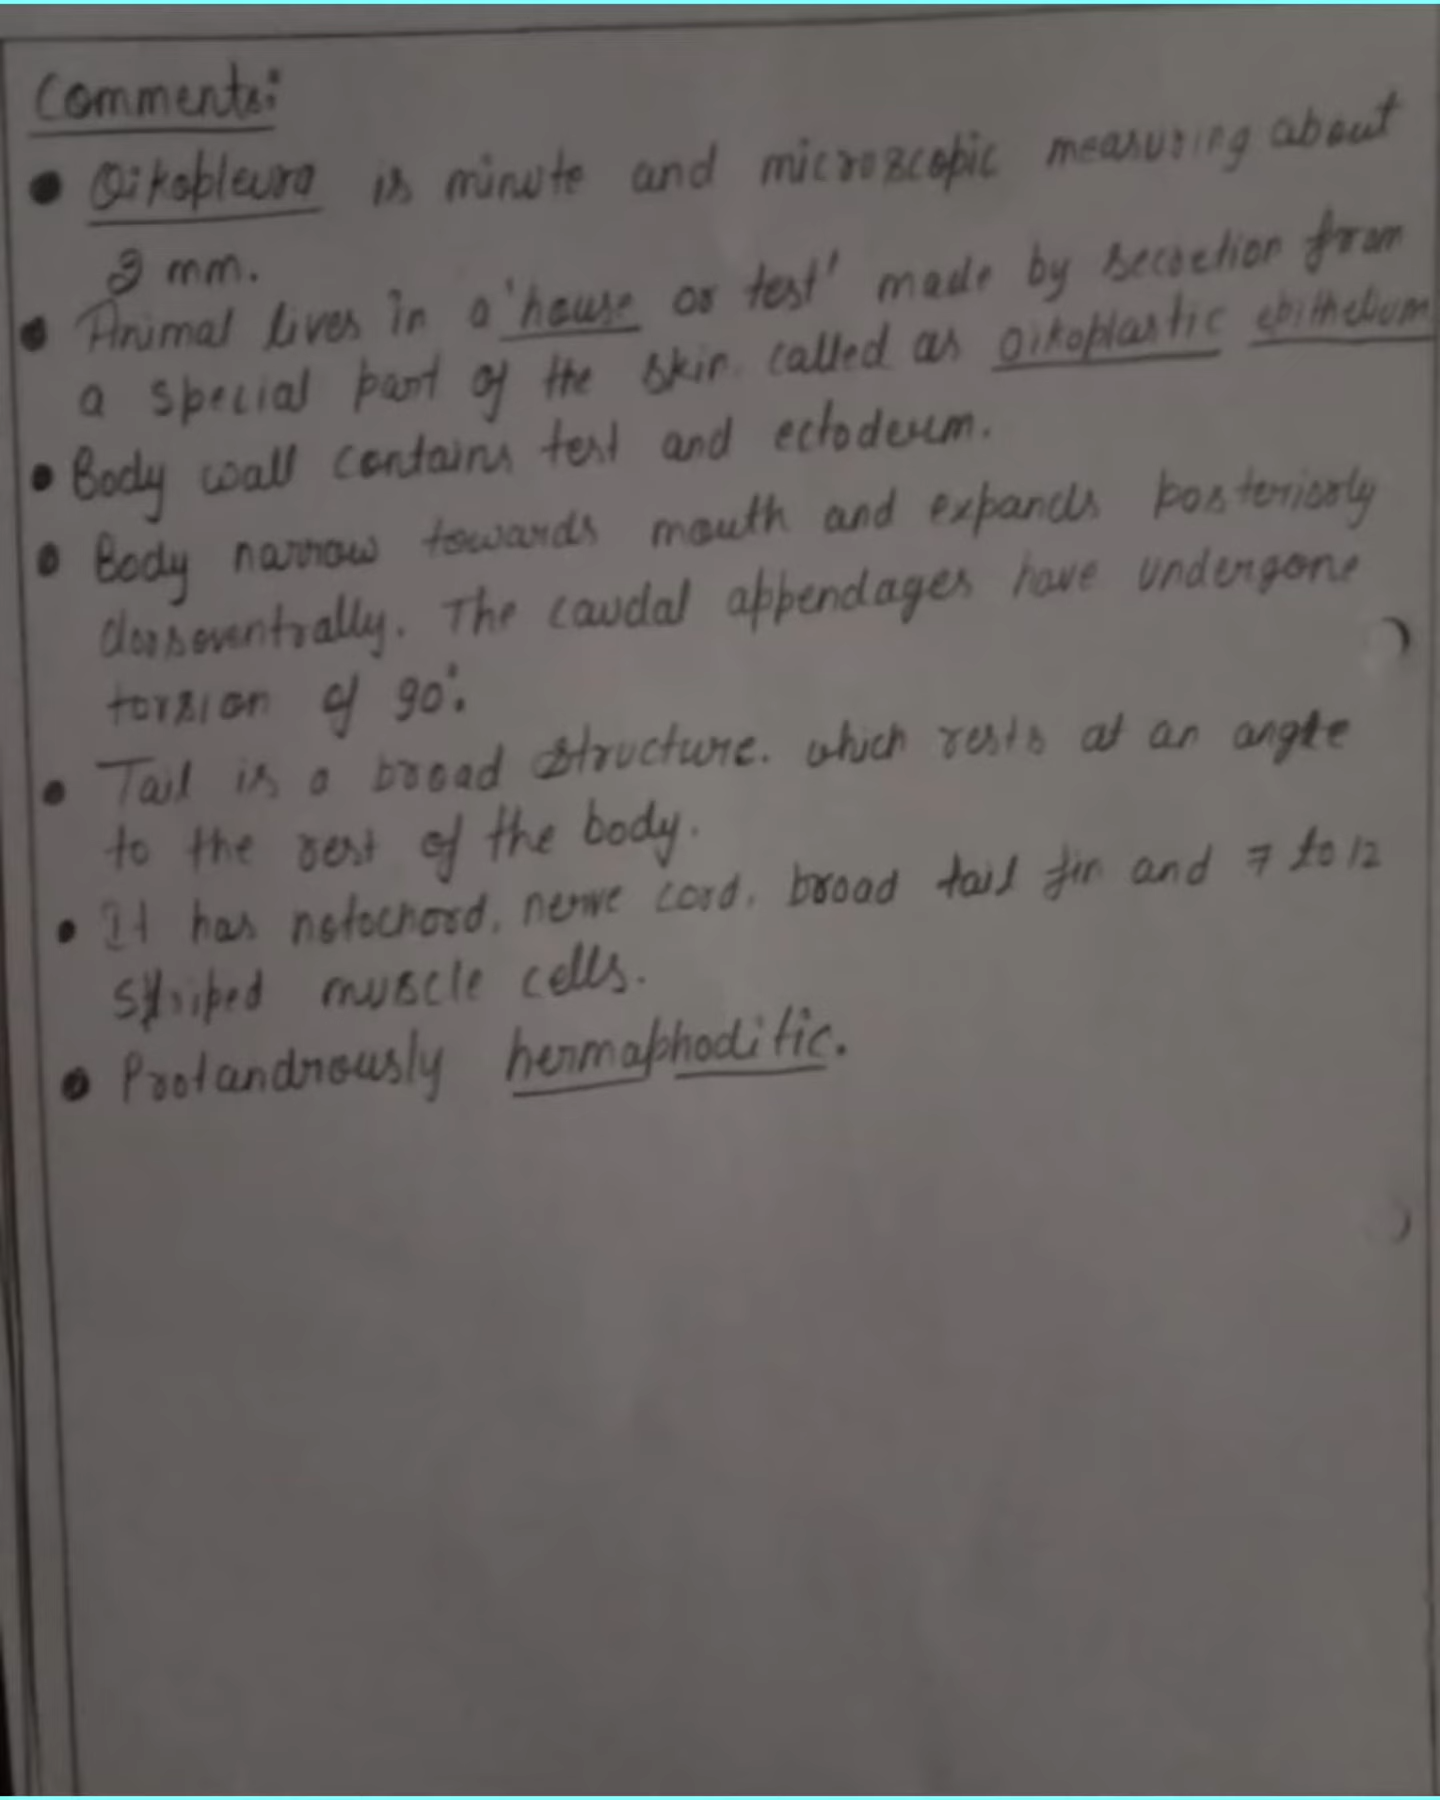 Comments:
• Oikopleura is minute and microscopic measuring about
3 mm.
• Animal lives in a 'house or test' made by secretion from
a special part of the skin called as oikoplastic epithelium
• Body wall contains test and ectoderm.
• Body narrow towards mouth and expands posteriorly
dorsoventrally. The caudal appendages have undergone
torsion of 90°.
• Tail is a broad structure. which rests at an angle
to the rest of the body.
• It has notochord, nerve cord, broad tail fin and 7 to 12
striped muscle cells.
• Protandrously hermaphoditic.